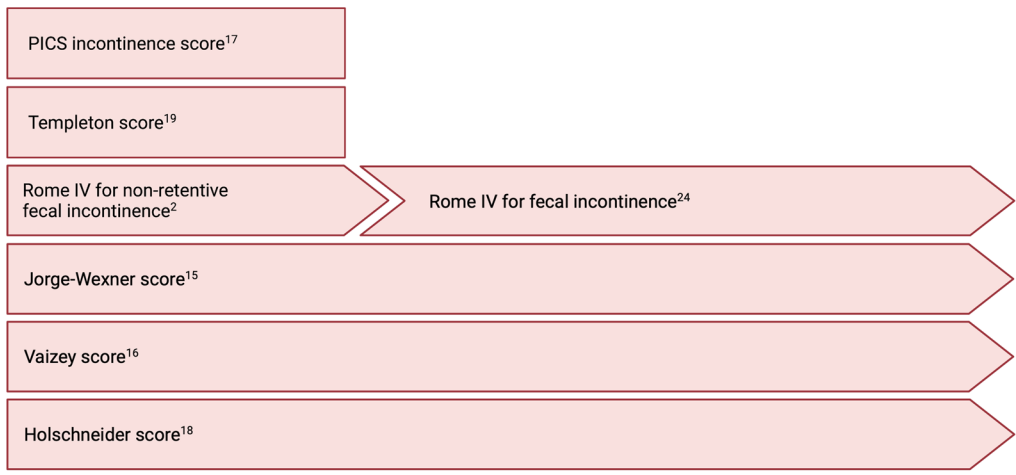 PICS incontinence score17
Templeton score19
Rome IV for non-retentive
fecal incontinence2
Rome IV for fecal incontinence24
Jorge-Wexner score15
Vaizey score16
Holschneider score18